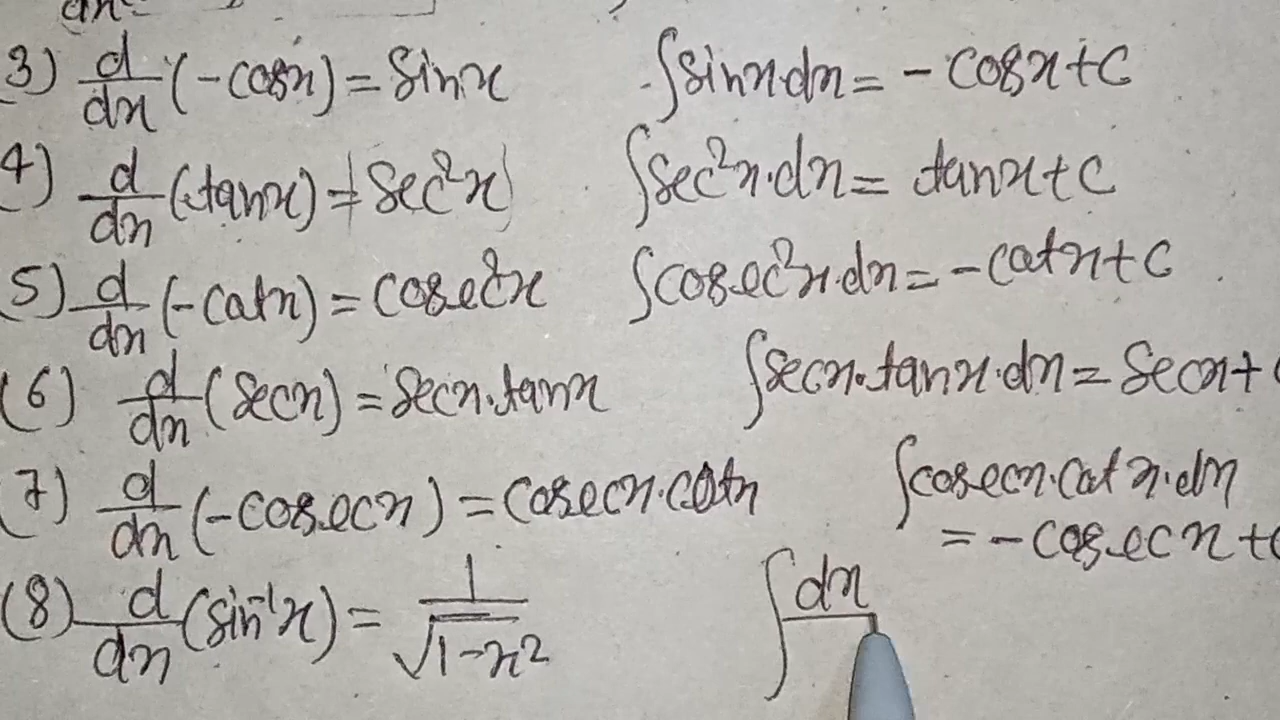 3) d/dx (-cosx) = sinx ∫sinx·dx = -cosx+c
4) d/dx (tanx) = sec²x ∫sec²x·dx = tanx+c
5) d/dx (-cotx) = cosec²x ∫cosec²x·dx = -cotx+c
(6) d/dx (secx) = secx·tanx ∫secx·tanx·dx = secx+c
(7) d/dx (-cosecx) = cosecx·cotx ∫cosecx·cotx·dx
= -cosecx+c
(8) d/dx (sin⁻¹x) = 1/√1-x² ∫dx